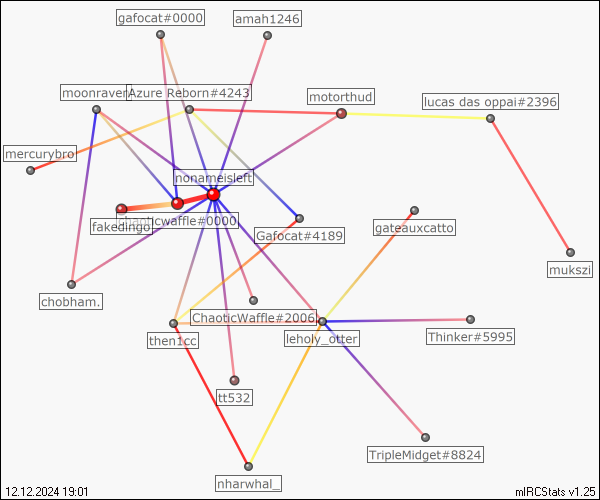 gafocat#0000
amah1246
moonraven
Azure Reborn#4243
motorthud
lucas das oppai#2396
mercurybro
nonameisleft
fakedingo
chaoticwaffle#0000
Gafocat#4189
gateauxcatto
mukszi
chobham.
ChaoticWaffle#2006
then1cc
leholy_otter
Thinker#5995
tt532
TripleMidget#8824
nharwhal_
12.12.2024 19:01
mIRCStats v1.25